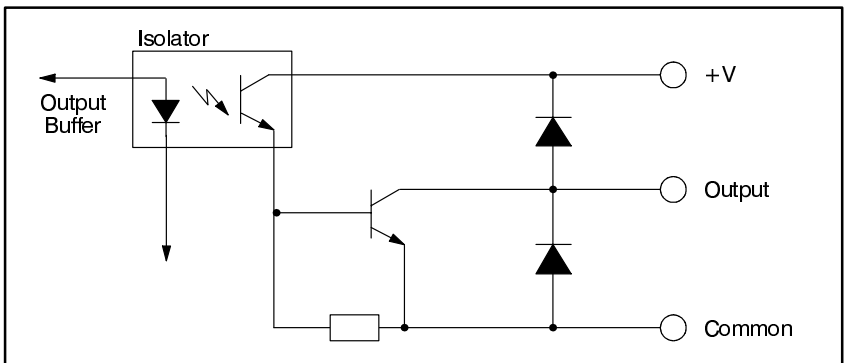 Isolator
+V
Output
Buffer
Output
Common